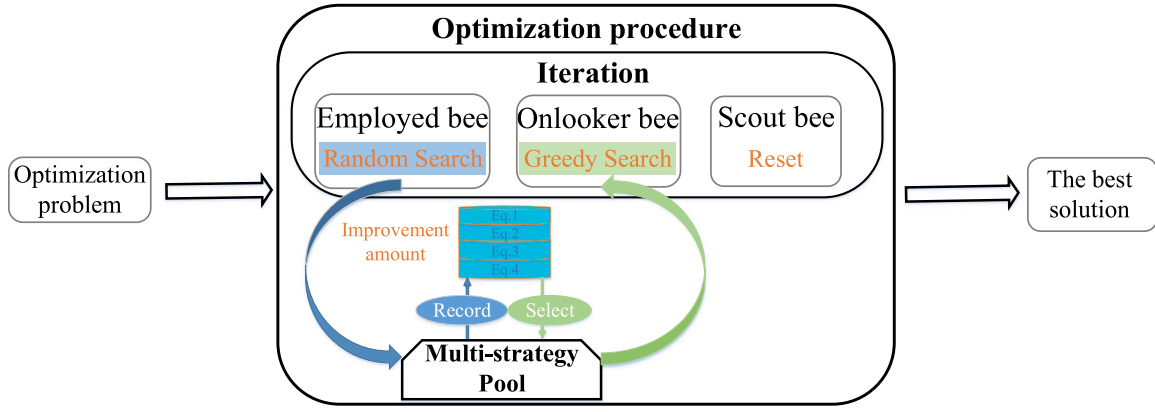 Optimization procedure
Iteration
Employed bee
Random Search
Onlooker bee
Greedy Search
Scout bee
Reset
Optimization
problem
The best
solution
Improvement
amount
Eq.1
Eq.2
Eq.3
Eq.4
Record
Select
Multi-strategy
Pool